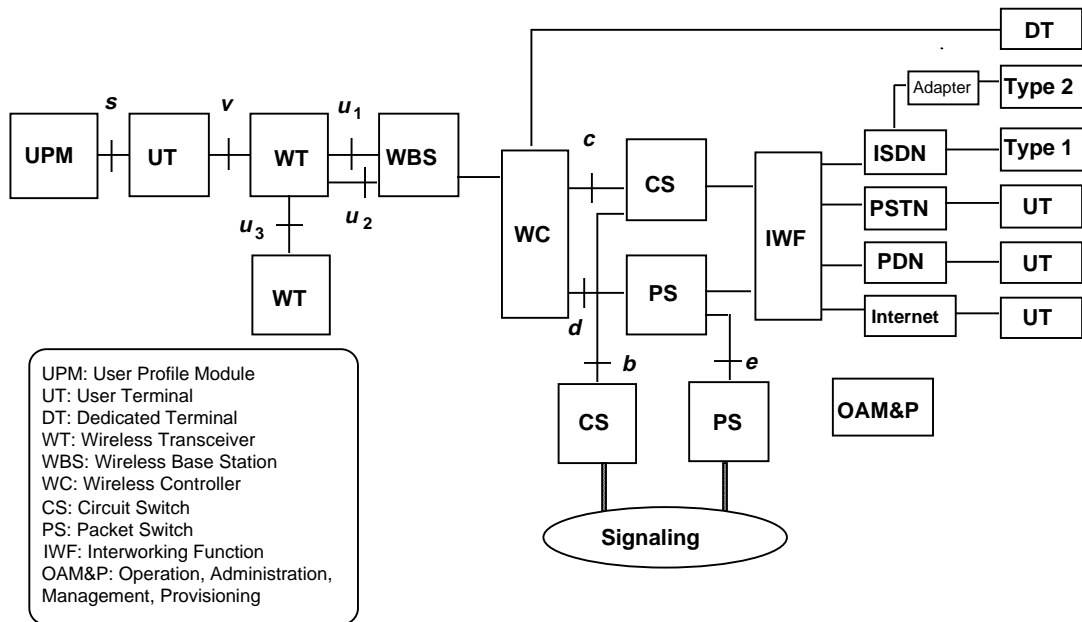 DT
Adapter
Type 2
s
v
u1
UPM
UT
WT
WBS
c
CS
ISDN
Type 1
u2
u3
WC
IWF
PSTN
UT
PDN
UT
WT
d
PS
Internet
UT
b
e
CS
PS
OAM&P
Signaling
UPM: User Profile Module
UT: User Terminal
DT: Dedicated Terminal
WT: Wireless Transceiver
WBS: Wireless Base Station
WC: Wireless Controller
CS: Circuit Switch
PS: Packet Switch
IWF: Interworking Function
OAM&P: Operation, Administration,
Management, Provisioning